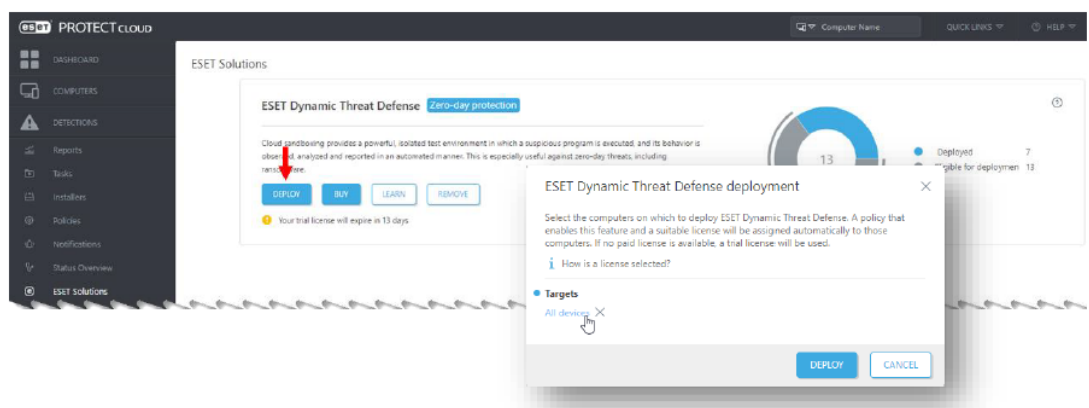 eset PROTECT CLOUD
Computer Name
QUICK LINKS
HELP
DASHBOARD
COMPUTERS
DETECTIONS
Reports
Tasks
Installers
Policies
Notifications
Status Overview
ESET Solutions
ESET Solutions
ESET Dynamic Threat Defense Zero-day protection
Cloud sandboxing provides a powerful, isolated test environment in which a suspicious program is executed, and its behavior is
observed, analyzed and reported in an automated manner. This is especially useful against zero-day threats, including
DEPLOY BUY LEARN REMOVE
Your trial license will expire in 13 days
13
Deployed 7
for deploymen 13
ESET Dynamic Threat Defense deployment
Select the computers on which to deploy ESET Dynamic Threat Defense. A policy that
enables this feature and a suitable license will be assigned automatically to those
computers. If no paid license is available, a trial license will be used.
i How is a license selected?
Targets
All devices
DEPLOY CANCEL